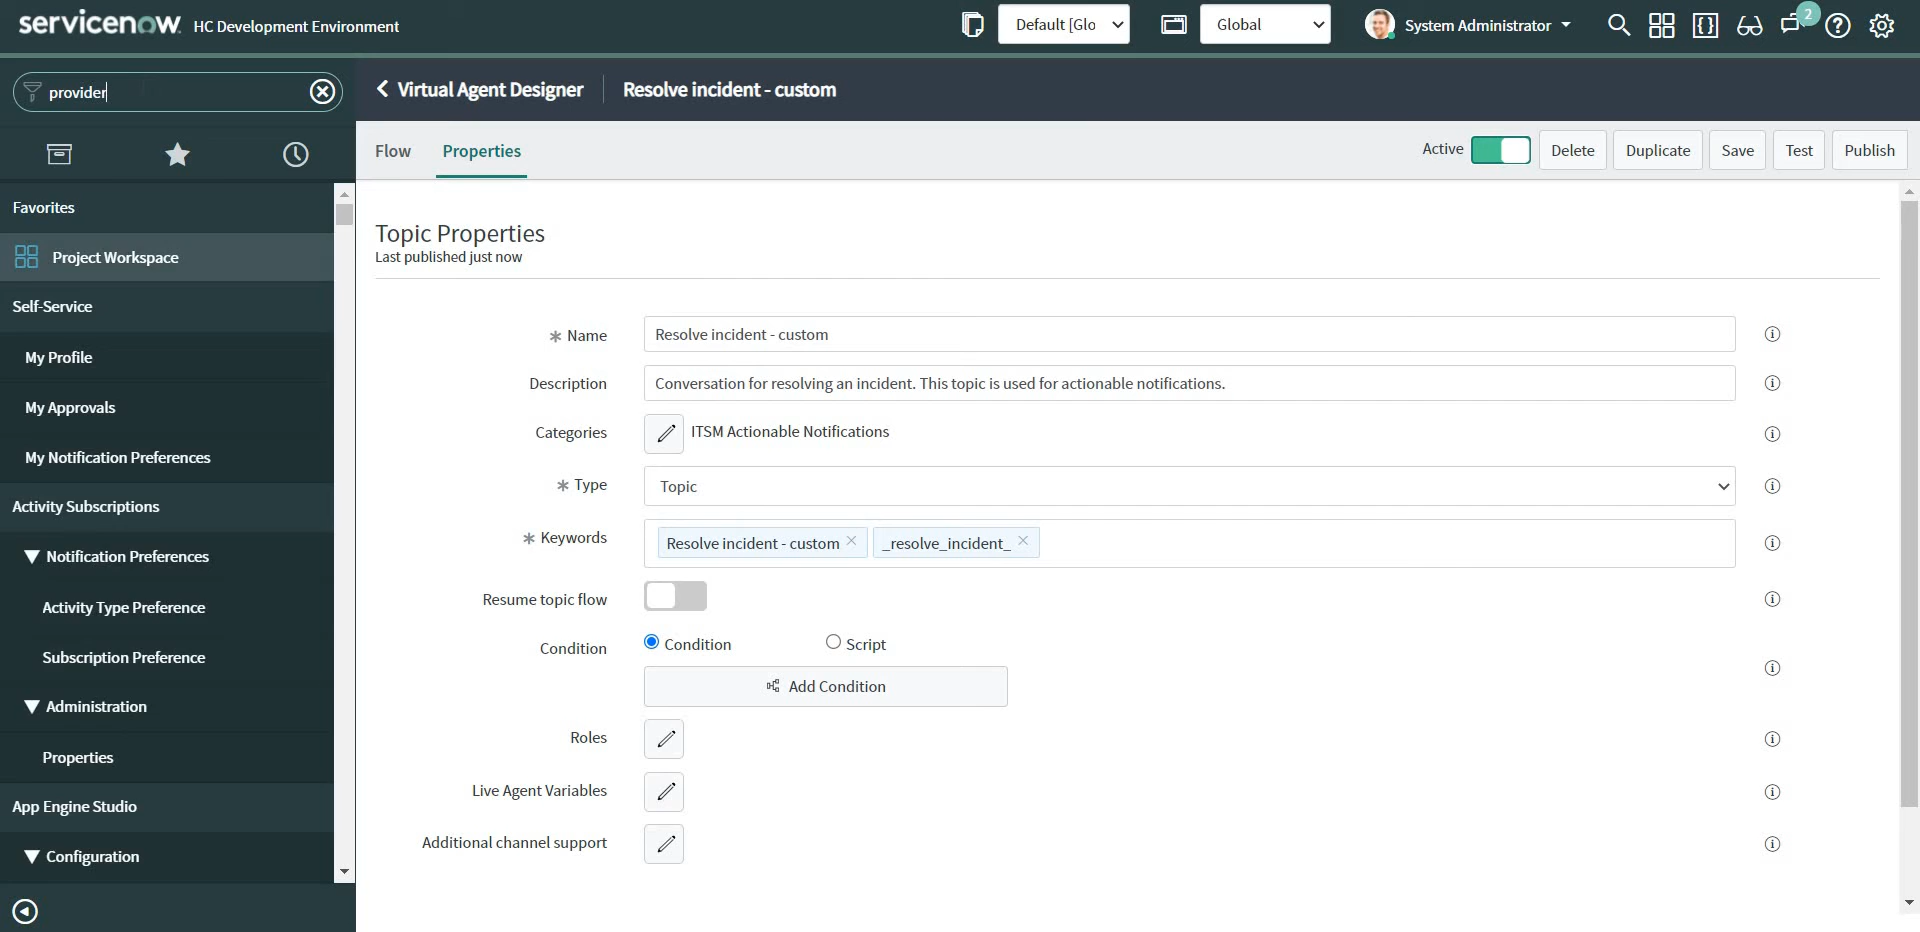 servicenow. HC Development Environment
Default [Glo
Global
System Administrator
2
provider
Virtual Agent Designer
Resolve incident - custom
Flow
Properties
Active
Delete
Duplicate
Save
Test
Publish
Favorites
Project Workspace
Self-Service
My Profile
My Approvals
My Notification Preferences
Activity Subscriptions
Notification Preferences
Activity Type Preference
Subscription Preference
Administration
Properties
App Engine Studio
Configuration
Topic Properties
Last published just now
Name
Resolve incident - custom
Description
Conversation for resolving an incident. This topic is used for actionable notifications.
Categories
ITSM Actionable Notifications
Type
Topic
Keywords
Resolve incident - custom
_resolve_incident_
Resume topic flow
Condition
Condition
Script
Add Condition
Roles
Live Agent Variables
Additional channel support